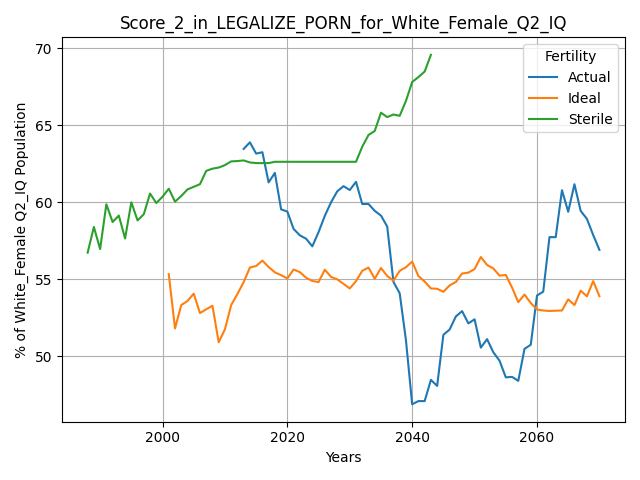 Score_2_in_LEGALIZE_PORN_for_White_Female_Q2_IQ
% of White_Female Q2_IQ Population
70
65
60
55
50
Fertility
Actual
Ideal
Sterile
2000
2020
2040
2060
Years